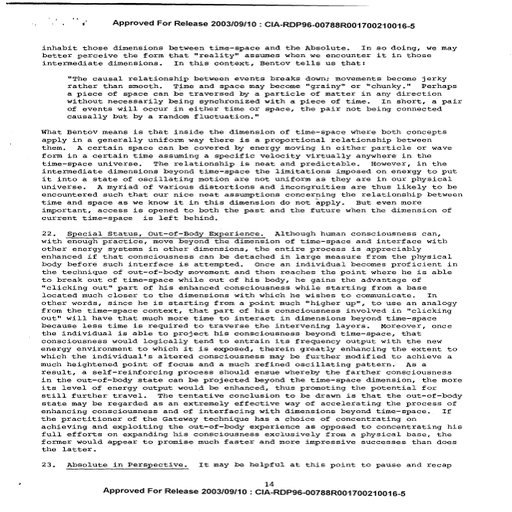 Approved For Release 2003/09/10 : CIA-RDP96-00788R001700210016-5
inhabit those dimensions between time-space and the Absolute. In so doing, we may
better perceive the form that "reality" assumes when we encounter it in those
intermediate dimensions. In this context, Bentov tells us that:
"The causal relationship between events breaks down; movements become jerky
rather than smooth. Time and space may become "grainy" or "chunky." Perhaps
a piece of space can be traversed by a particle of matter in any direction
without necessarily being synchronized with a piece of time. In short, a pair
of events will occur in either time or space, the pair not being connected
causally but by a random fluctuation."
What Bentov means is that inside the dimension of time-space where both concepts
apply in a generally uniform way there is a proportional relationship between
them. A certain space can be covered by energy moving in either particle or wave
form in a certain time assuming a specific velocity virtually anywhere in the
time-space universe. The relationship is neat and predictable. However, in the
intermediate dimensions beyond time-space the limitations imposed on energy to put
it into a state of oscillating motion are not uniform as they are in our physical
universe. A myriad of various distortions and incongruities are thus likely to be
encountered such that our nice neat assumptions concerning the relationship between
time and space as we know it in this dimension do not apply. But even more
important, access is opened to both the past and the future when the dimension of
current time-space is left behind.
22. Special Status, Out-of-Body Experience. Although human consciousness can,
with enough practice, move beyond the dimension of time-space and interface with
other energy systems in other dimensions, the entire process is appreciably
enhanced if that consciousness can be detached in large measure from the physical
body before such interface is attempted. Once an individual becomes proficient in
the technique of out-of-body movement and then reaches the point where he is able
to break out of time-space while out of his body, he gains the advantage of
"clicking out" part of his enhanced consciousness while starting from a base
located much closer to the dimensions with which he wishes to communicate. In
other words, since he is starting from a point much "higher up", to use an analogy
from the time-space context, that part of his consciousness involved in "clicking
out" will have that much more time to interact in dimensions beyond time-space
because less time is required to traverse the intervening layers. Moreover, once
the individual is able to project his consciousness beyond time-space, that
consciousness would logically tend to entrain its frequency output with the new
energy environment to which it is exposed, therein greatly enhancing the extent to
which the individual's altered consciousness may be further modified to achieve a
much heightened point of focus and a much refined oscillating pattern. As a
result, a self-reinforcing process should ensue whereby the farther consciousness
in the out-of-body state can be projected beyond the time-space dimension, the more
its level of energy output would be enhanced, thus promoting the potential for
still further travel. The tentative conclusion to be drawn is that the out-of-body
state may be regarded as an extremely effective way of accelerating the process of
enhancing consciousness and of interfacing with dimensions beyond time-space. If
the practitioner of the Gateway technique has a choice of concentrating on
achieving and exploiting the out-of-body experience as opposed to concentrating his
full efforts on expanding his consciousness exclusively from a physical base, the
former would appear to promise much faster and more impressive successes than does
the latter.
23. Absolute in Perspective. It may be helpful at this point to pause and recap
14
Approved For Release 2003/09/10 : CIA-RDP96-00788R001700210016-5